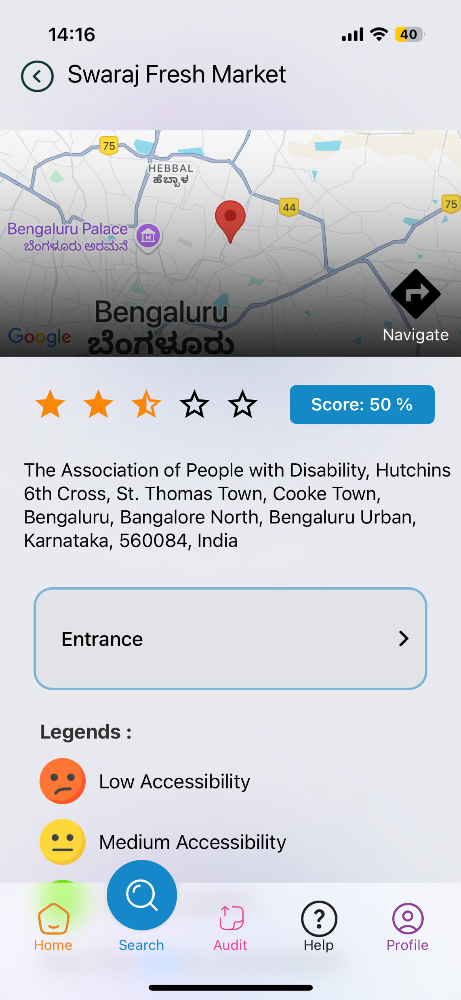 14:16
40
Swaraj Fresh Market
75
HEBBAL
ಹೆಬ್ಬಾಳ
44
75
Bengaluru Palace
ಬೆಂಗಳೂರು ಅರಮನೆ
M
Bengaluru
ಬೆಂಗಳೂರು
Google
Navigate
Score: 50 %
The Association of People with Disability, Hutchins
6th Cross, St. Thomas Town, Cooke Town,
Bengaluru, Bangalore North, Bengaluru Urban,
Karnataka, 560084, India
Entrance
Legends :
Low Accessibility
Medium Accessibility
?
Home
Search
Audit
Help
Profile